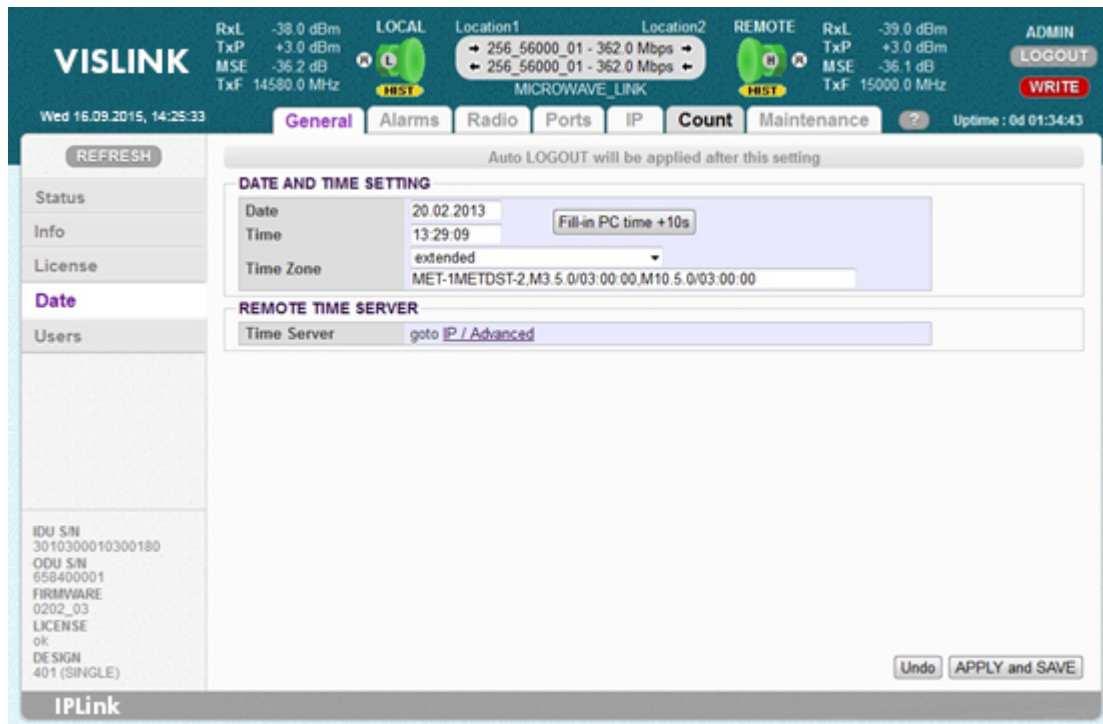 VISLINK
RxL -38.0 dBm
TxP +3.0 dBm
MSE -36.2 dB
TxF 14580.0 MHz
LOCAL
L
HIST
Location1 Location2
→ 256_56000_01 - 362.0 Mbps →
← 256_56000_01 - 362.0 Mbps ←
MICROWAVE_LINK
REMOTE
H
HIST
RxL -39.0 dBm
TxP +3.0 dBm
MSE -36.1 dB
TxF 15000.0 MHz
ADMIN
LOGOUT
WRITE
Wed 16.09.2015, 14:25:33
General Alarms Radio Ports IP Count Maintenance ?
Uptime : 0d 01:34:43
REFRESH
Status
Info
License
Date
Users
Auto LOGOUT will be applied after this setting
DATE AND TIME SETTING
Date 20.02.2013
Fill-in PC time +10s
Time 13:29:09
Time Zone extended
MET-1METDST-2,M3.5.0/03:00:00,M10.5.0/03:00:00
REMOTE TIME SERVER
Time Server goto IP / Advanced
IDU S/N
3010300010300180
ODU S/N
658400001
FIRMWARE
0202_03
LICENSE
ok
DESIGN
401 (SINGLE)
Undo APPLY and SAVE
IPLink